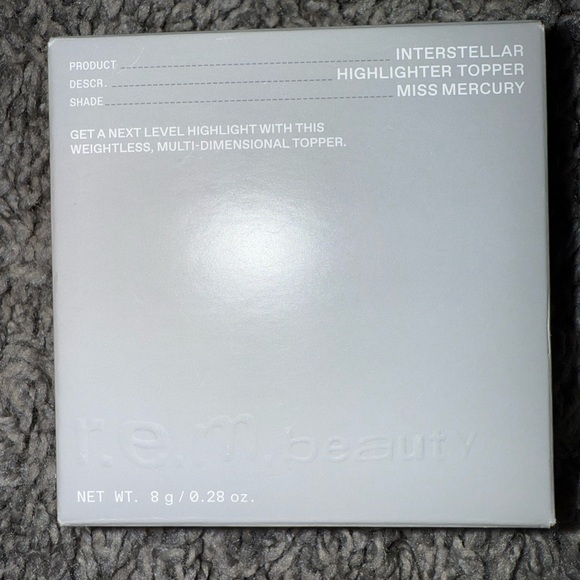 PRODUCT INTERSTELLAR
DESCR. HIGHLIGHTER TOPPER
SHADE MISS MERCURY
GET A NEXT LEVEL HIGHLIGHT WITH THIS
WEIGHTLESS, MULTI-DIMENSIONAL TOPPER.
r.e.m.beauty
NET WT. 8 g / 0.28 oz.